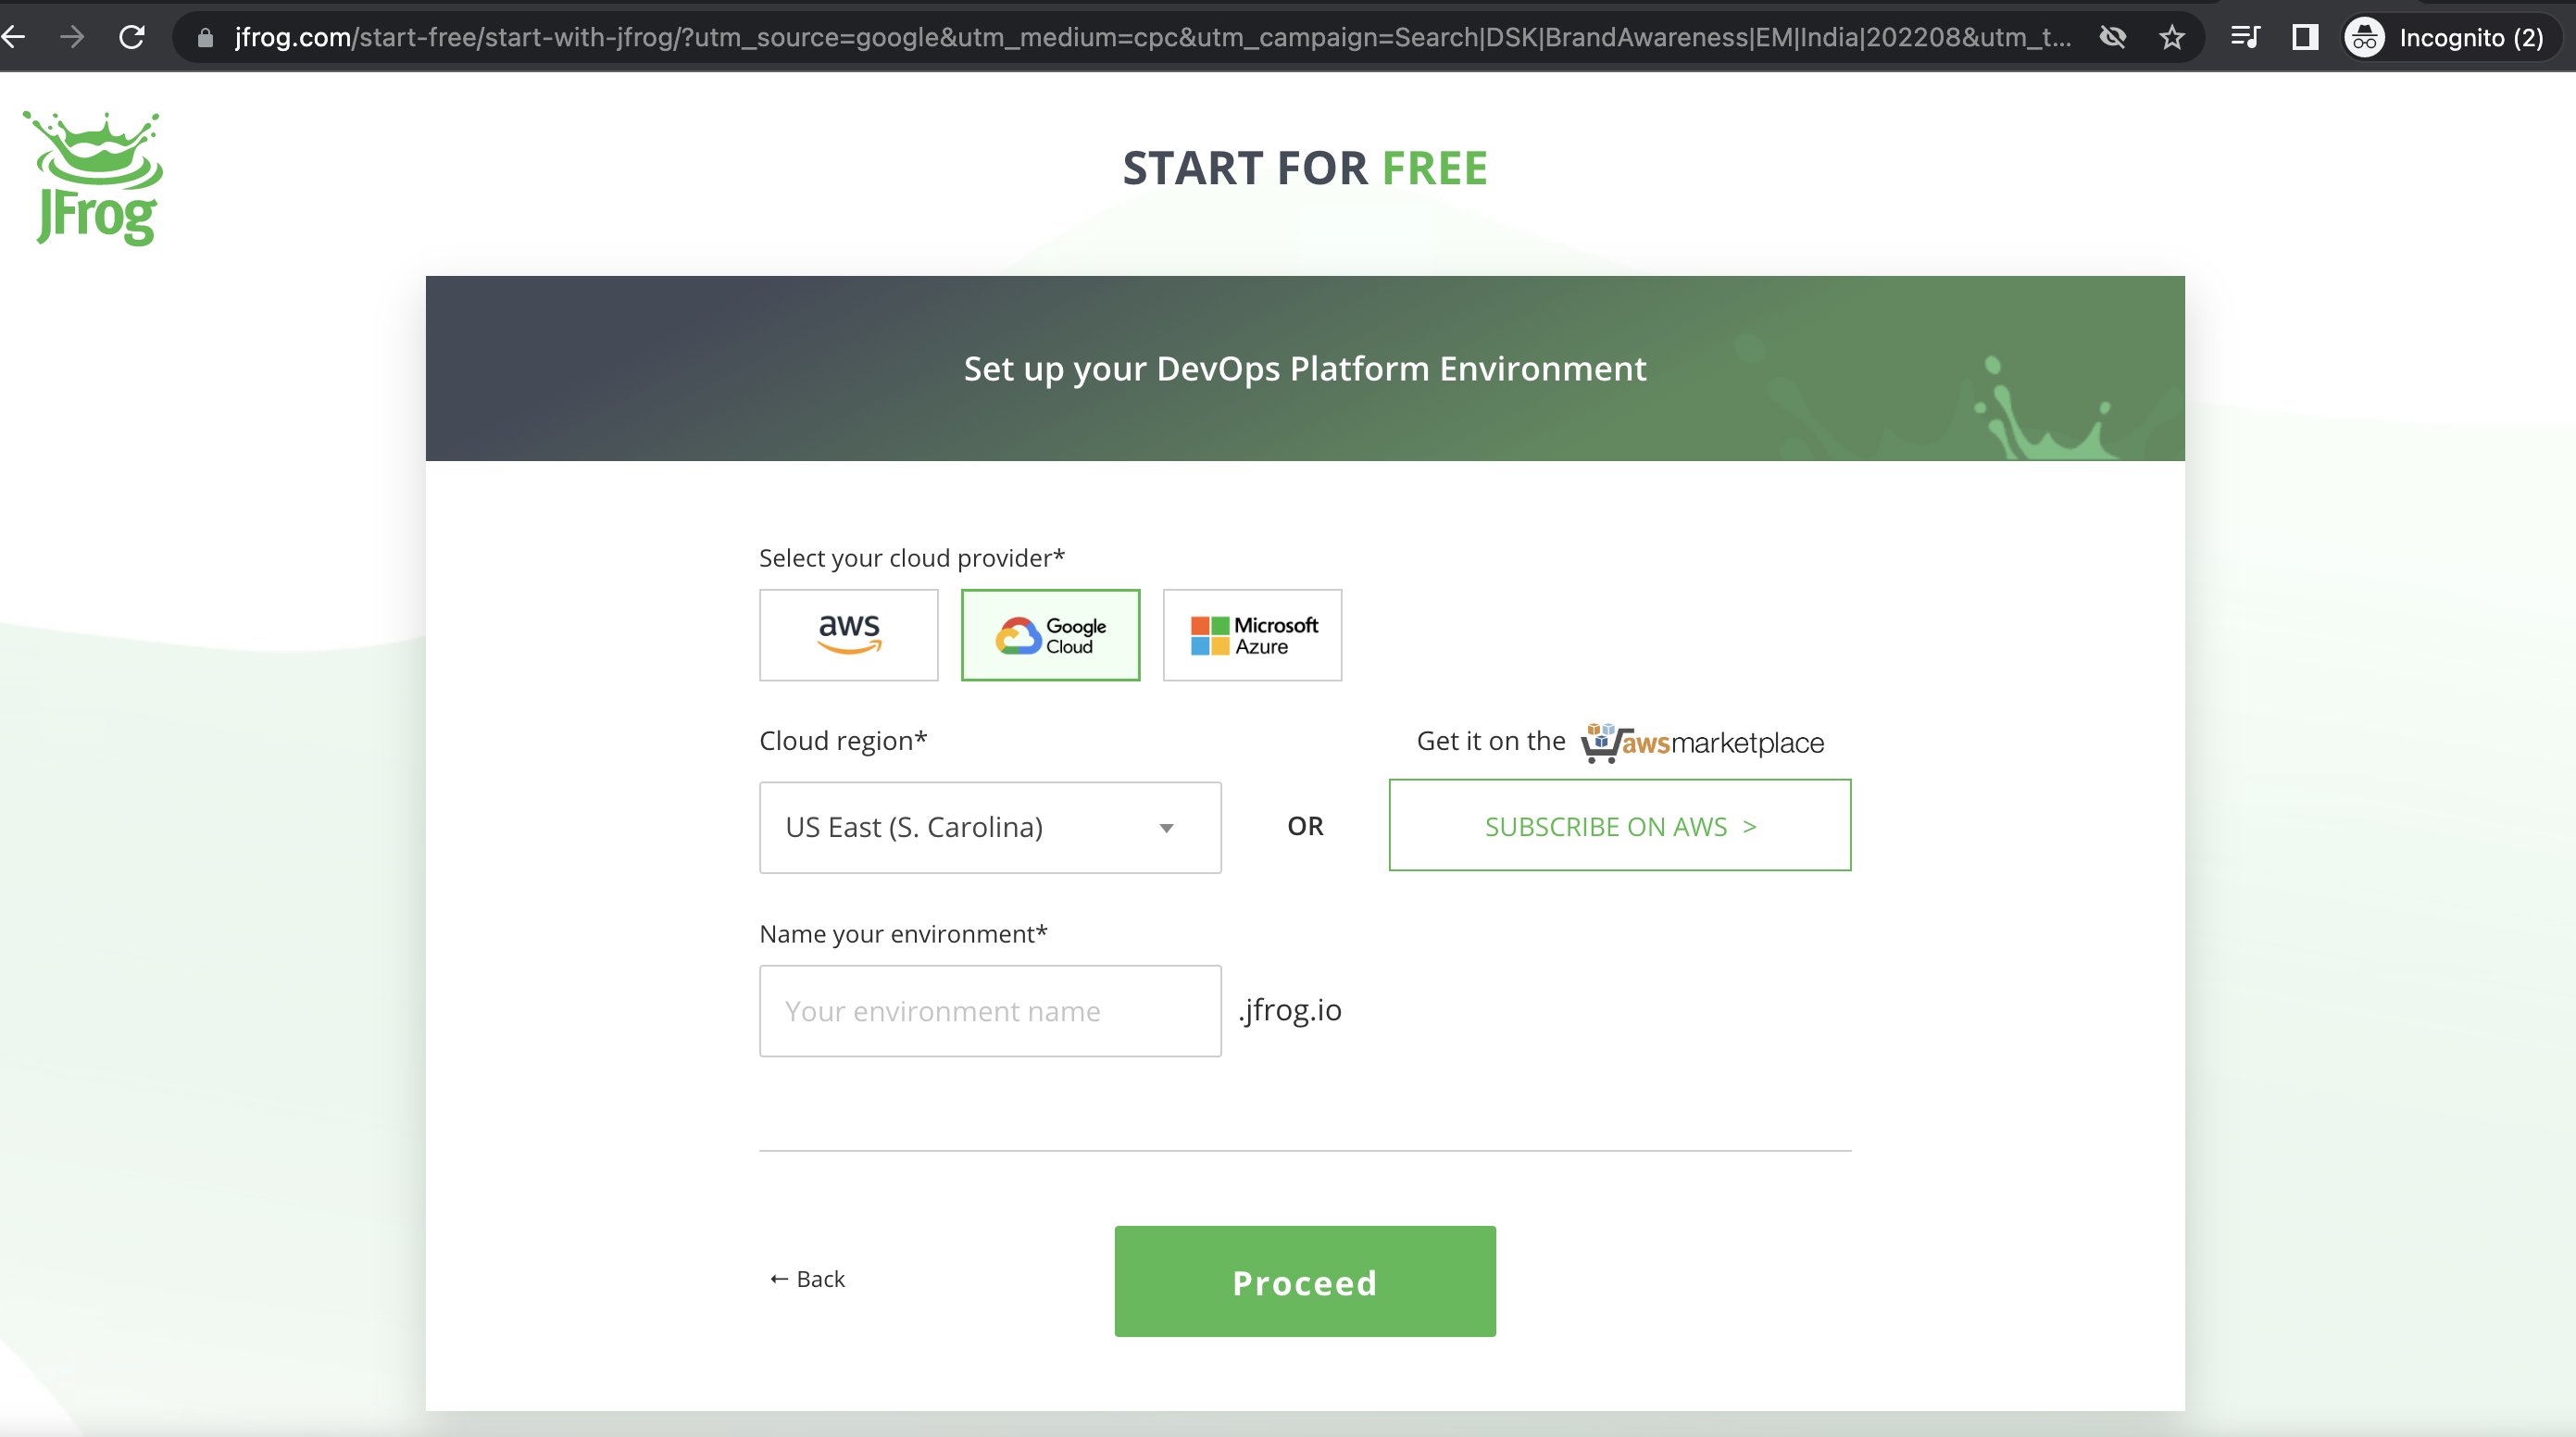 jfrog.com/start-free/start-with-jfrog/?utm_source=google&utm_medium=cpc&utm_campaign=Search|DSK|BrandAwareness|EM|India|202208&utm_t...
Incognito (2)
JFrog
START FOR FREE
Set up your DevOps Platform Environment
Select your cloud provider*
aws
Google Cloud
Microsoft Azure
Cloud region*
Get it on the awsmarketplace
US East (S. Carolina)
OR
SUBSCRIBE ON AWS >
Name your environment*
Your environment name
.jfrog.io
← Back
Proceed